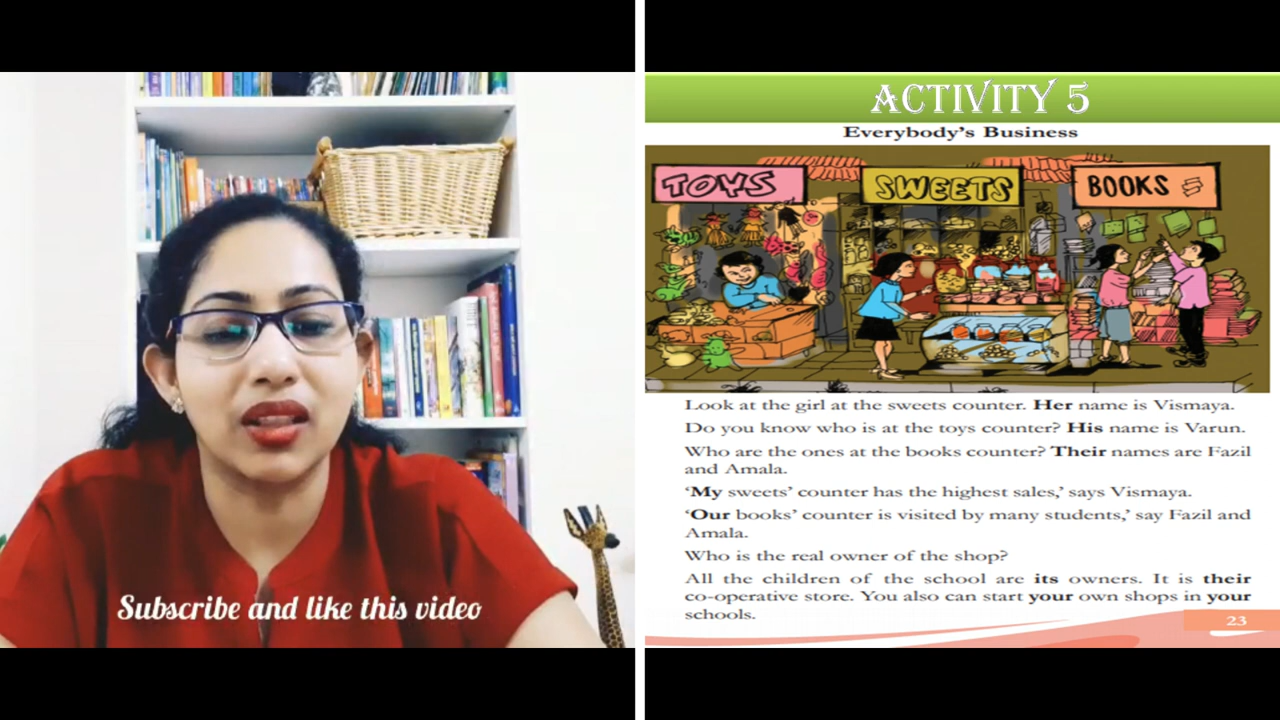 Subscribe and like this video
ACTIVITY 5
Everybody's Business
TOYS
SWEETS
BOOKS
Look at the girl at the sweets counter. Her name is Vismaya.
Do you know who is at the toys counter? His name is Varun.
Who are the ones at the books counter? Their names are Fazil
and Amala.
'My sweets' counter has the highest sales,' says Vismaya.
'Our books' counter is visited by many students,' say Fazil and
Amala.
Who is the real owner of the shop?
All the children of the school are its owners. It is their
co-operative store. You also can start your own shops in your
schools.
23